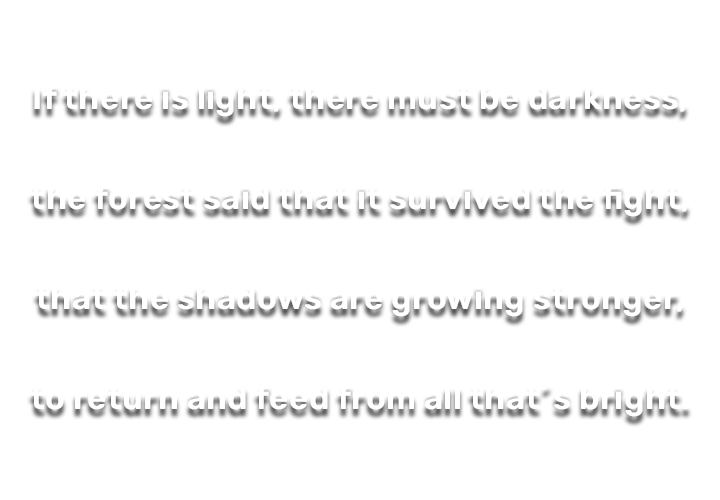 If there is light, there must be darkness,
the forest said that it survived the fight,
that the shadows are growing stronger,
to return and feed from all that´s bright.